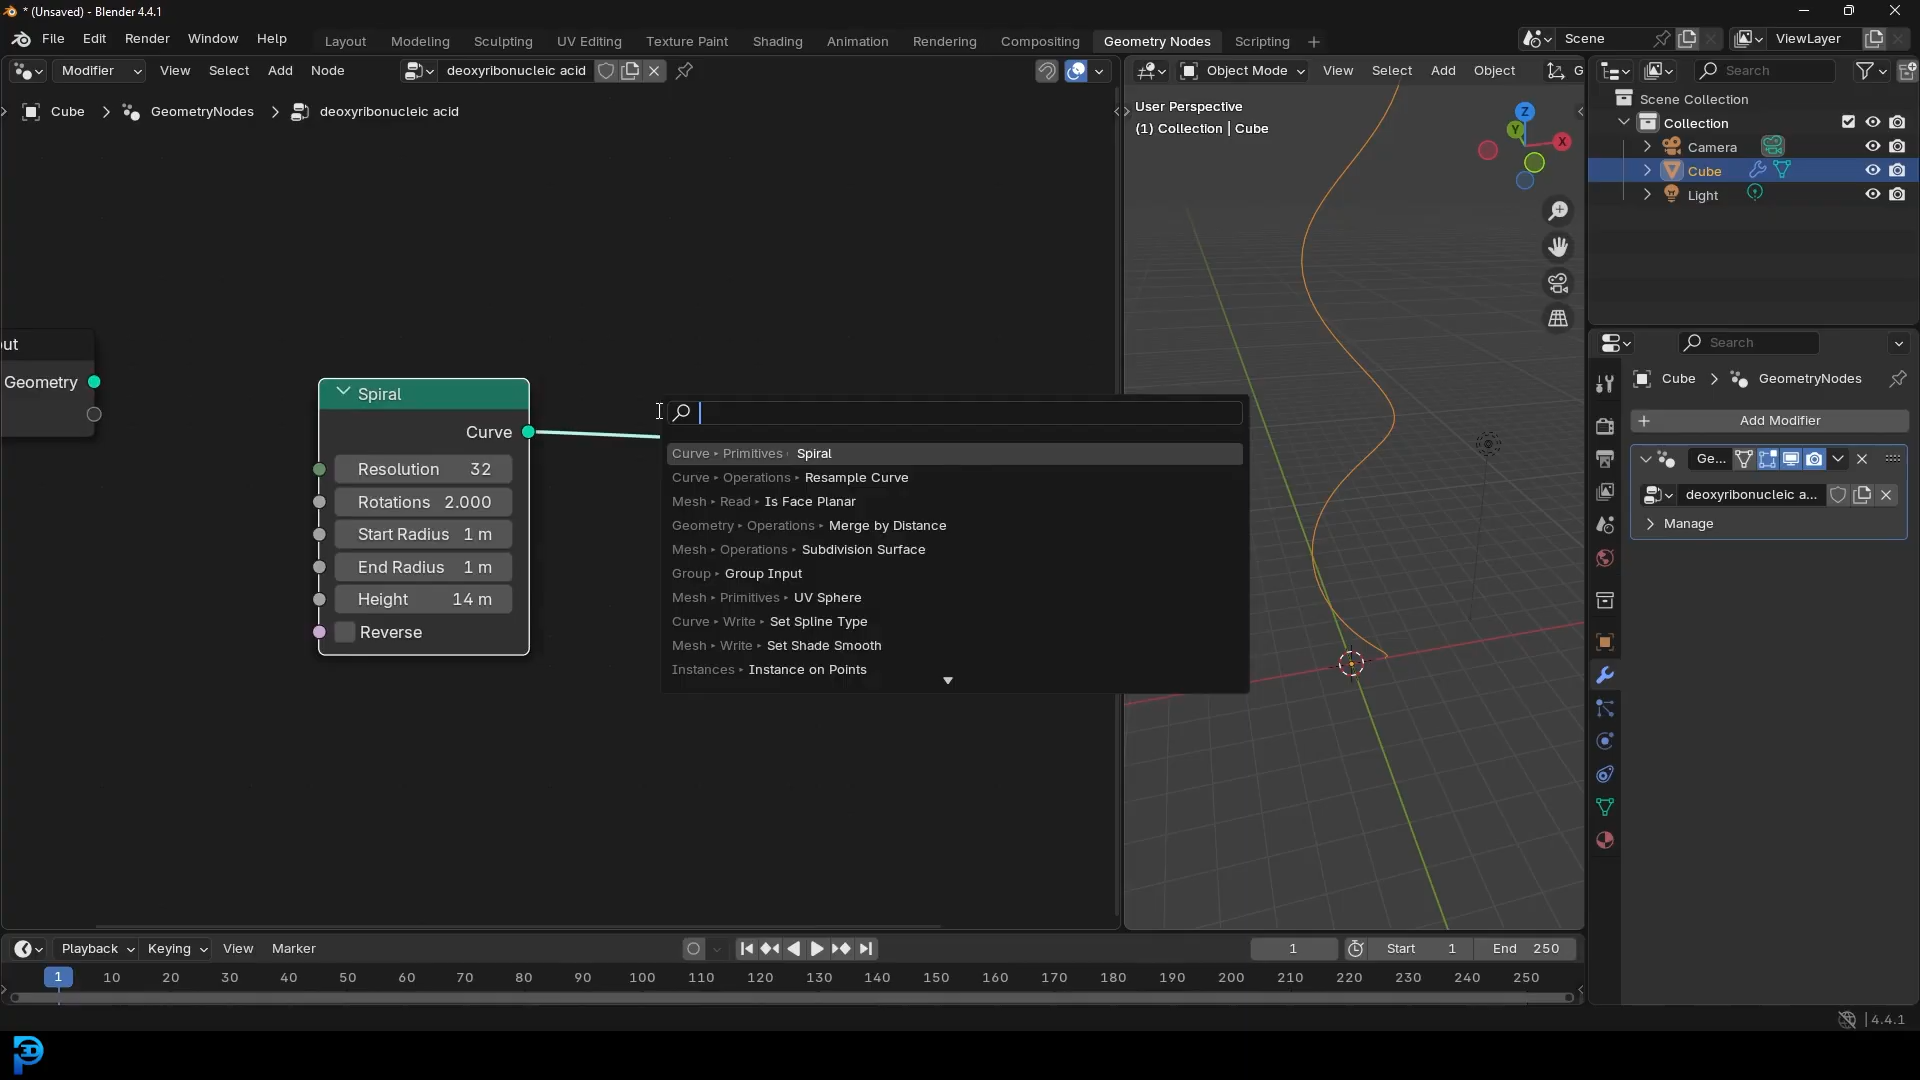 * (Unsaved) - Blender 4.4.1
File Edit Render Window Help
Layout Modeling Sculpting UV Editing Texture Paint Shading Animation Rendering Compositing Geometry Nodes Scripting
Scene
ViewLayer
Modifier View Select Add Node
deoxyribonucleic acid
Object Mode View Select Add Object G
Search
Cube > GeometryNodes > deoxyribonucleic acid
User Perspective
(1) Collection | Cube
Z
Y
X
Scene Collection
Collection
Camera
Cube
Light
out
Geometry
Spiral
Curve
Resolution 32
Rotations 2.000
Start Radius 1 m
End Radius 1 m
Height 14 m
Reverse
Curve ▸ Primitives ▸ Spiral
Curve ▸ Operations ▸ Resample Curve
Mesh ▸ Read ▸ Is Face Planar
Geometry ▸ Operations ▸ Merge by Distance
Mesh ▸ Operations ▸ Subdivision Surface
Group ▸ Group Input
Mesh ▸ Primitives ▸ UV Sphere
Curve ▸ Write ▸ Set Spline Type
Mesh ▸ Write ▸ Set Shade Smooth
Instances ▸ Instance on Points
Search
Cube > GeometryNodes
Add Modifier
Ge...
deoxyribonucleic a...
Manage
Playback Keying View Marker
1
Start 1
End 250
1 10 20 30 40 50 60 70 80 90 100 110 120 130 140 150 160 170 180 190 200 210 220 230 240 250
4.4.1
3D